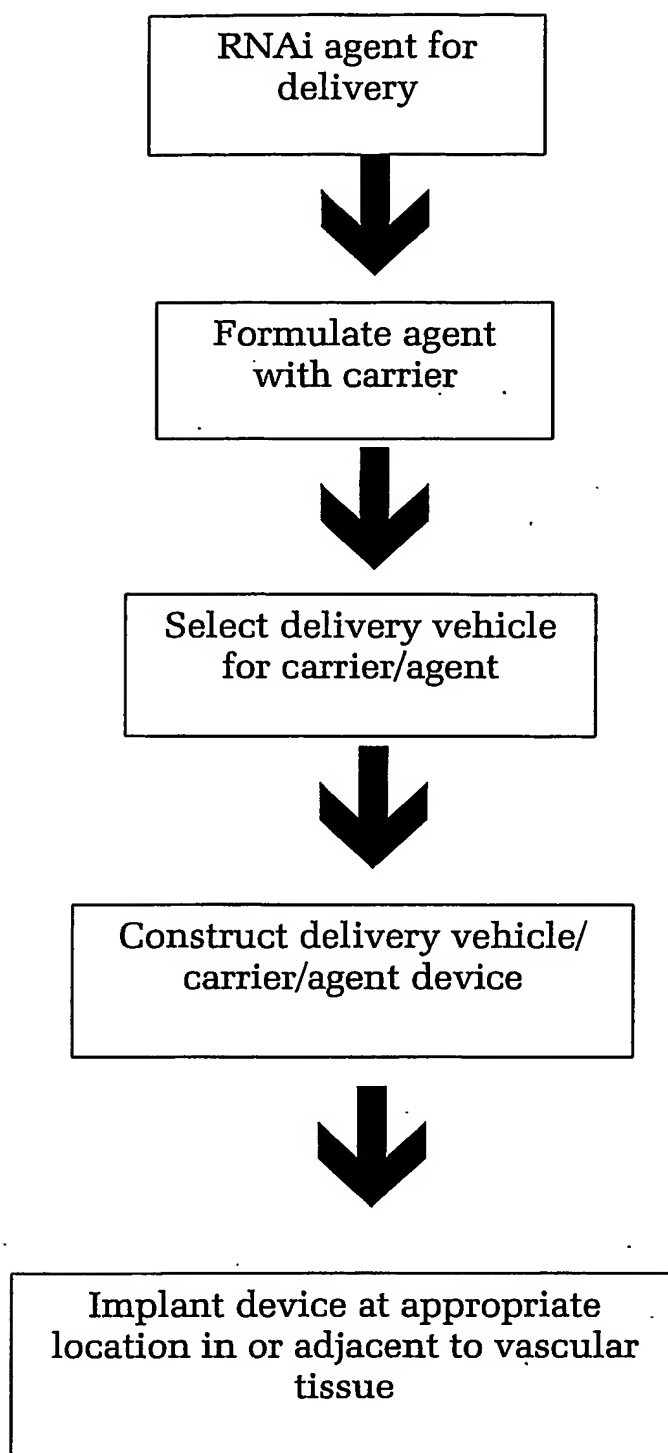 RNAi agent for
delivery
Formulate agent
with carrier
Select delivery vehicle
for carrier/agent
Construct delivery vehicle/
carrier/agent device
Implant device at appropriate
location in or adjacent to vascular
tissue